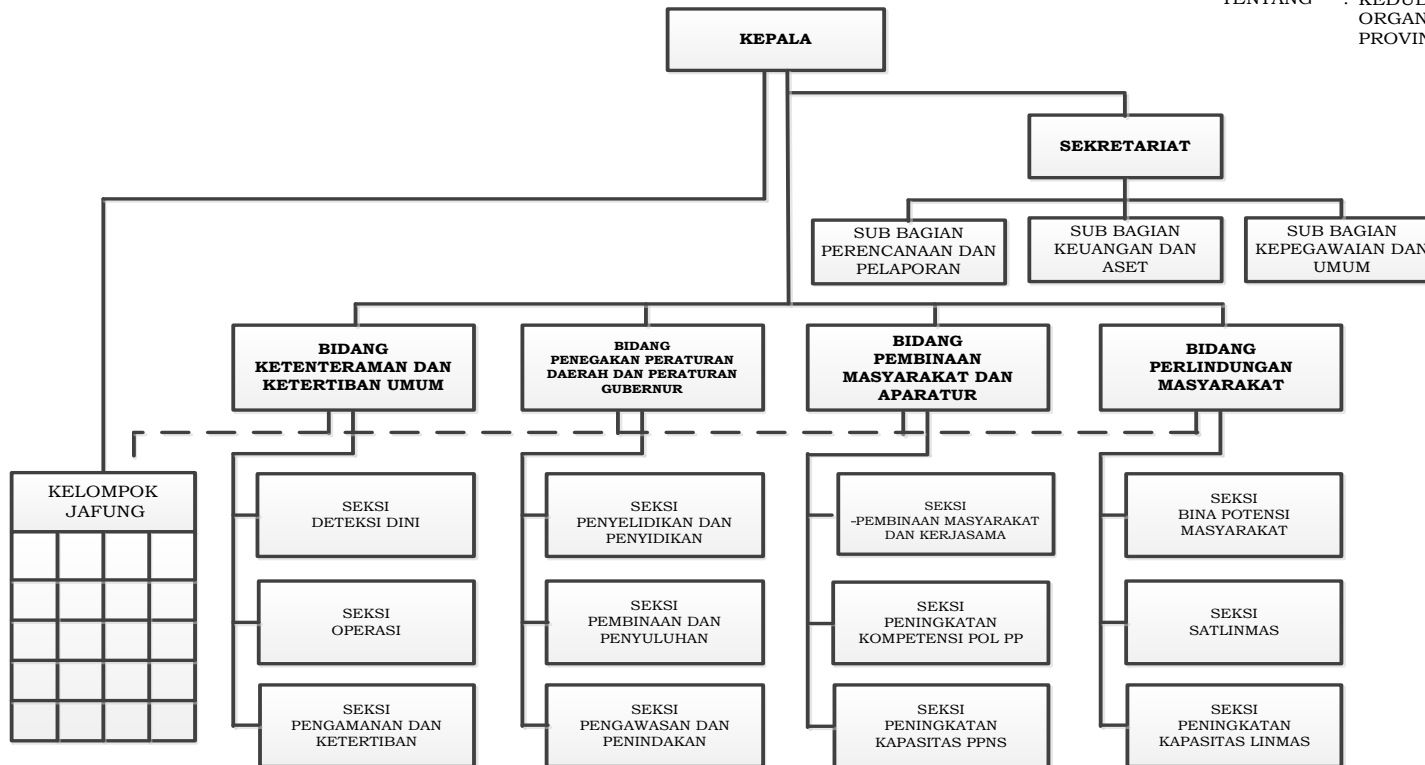 TENTANG :
ORGAN
PROVIN
KEPALA
SEKRETARIAT
SUB BAGIAN
PERENCANAAN DAN
PELAPORAN
SUB BAGIAN
KEUANGAN DAN
ASET
SUB BAGIAN
KEPEGAWAIAN DAN
UMUM
BIDANG
KETENTERAMAN DAN
KETERTIBAN UMUM
BIDANG
PENEGAKAN PERATURAN
DAERAH DAN PERATURAN
GUBERNUR
BIDANG
PEMBINAAN
MASYARAKAT DAN
APARATUR
BIDANG
PERLINDUNGAN
MASYARAKAT
KELOMPOK
JAFUNG
SEKSI
DETEKSI DINI
SEKSI
OPERASI
SEKSI
PENGAMANAN DAN
KETERTIBAN
SEKSI
PENYELIDIKAN DAN
PENYIDIKAN
SEKSI
PEMBINAAN DAN
PENYULUHAN
SEKSI
PENGAWASAN DAN
PENINDAKAN
SEKSI
-PEMBINAAN MASYARAKAT
DAN KERJASAMA
SEKSI
PENINGKATAN
KOMPETENSI POL PP
SEKSI
PENINGKATAN
KAPASITAS PPNS
SEKSI
BINA POTENSI
MASYARAKAT
SEKSI
SATLINMAS
SEKSI
PENINGKATAN
KAPASITAS LINMAS